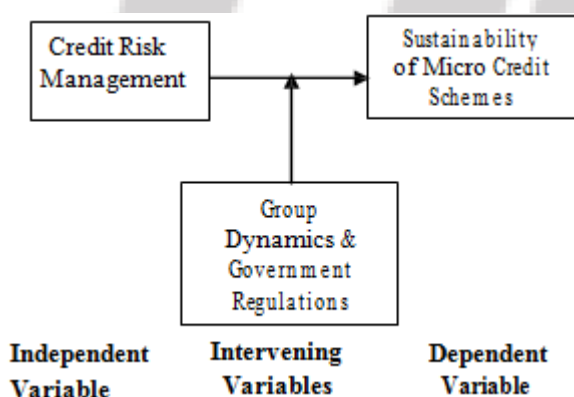 Credit Risk
Management
Sustainability
of Micro Credit
Schemes
Group
Dynamics &
Government
Regulations
Independent
Variable
Intervening
Variables
Dependent
Variable